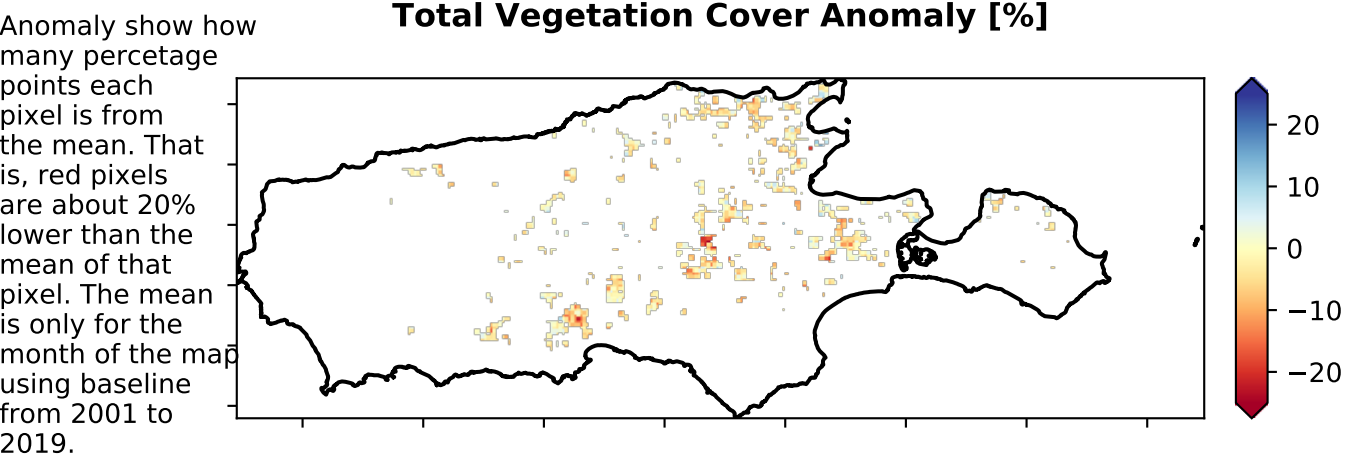 Total Vegetation Cover Anomaly [%]
Anomaly show how
many percetage
points each
pixel is from
the mean. That
is, red pixels
are about 20%
lower than the
mean of that
pixel. The mean
is only for the
month of the map
using baseline
from 2001 to
2019.
20
10
0
−10
−20